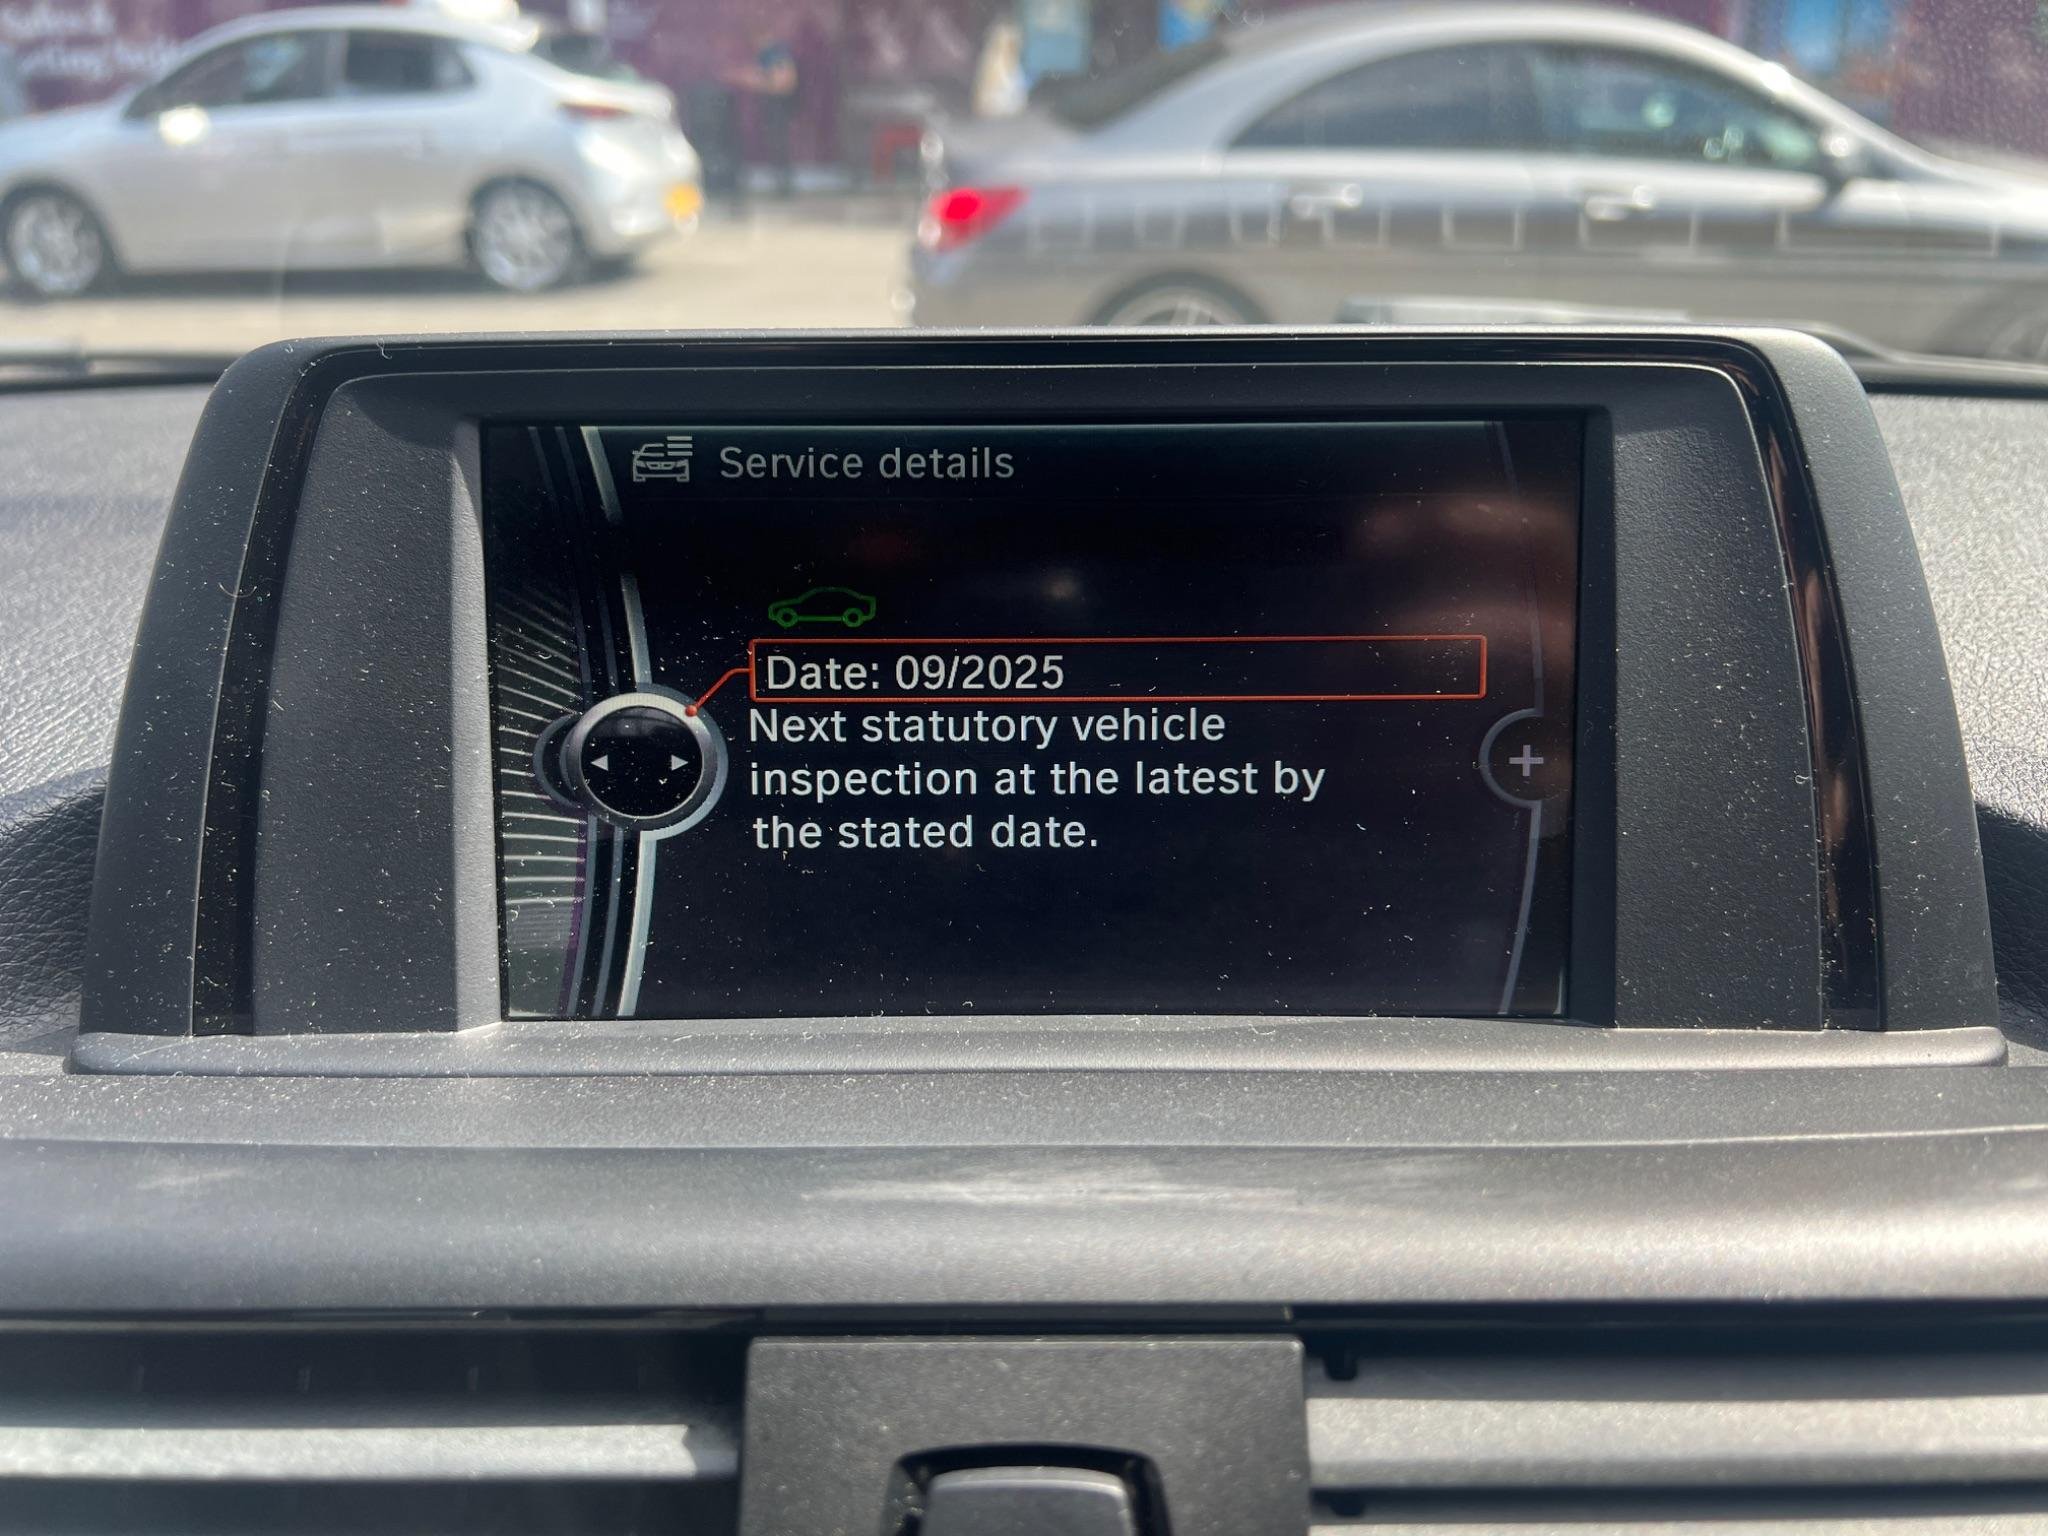 Service details
Date: 09/2025
Next statutory vehicle
inspection at the latest by
the stated date.